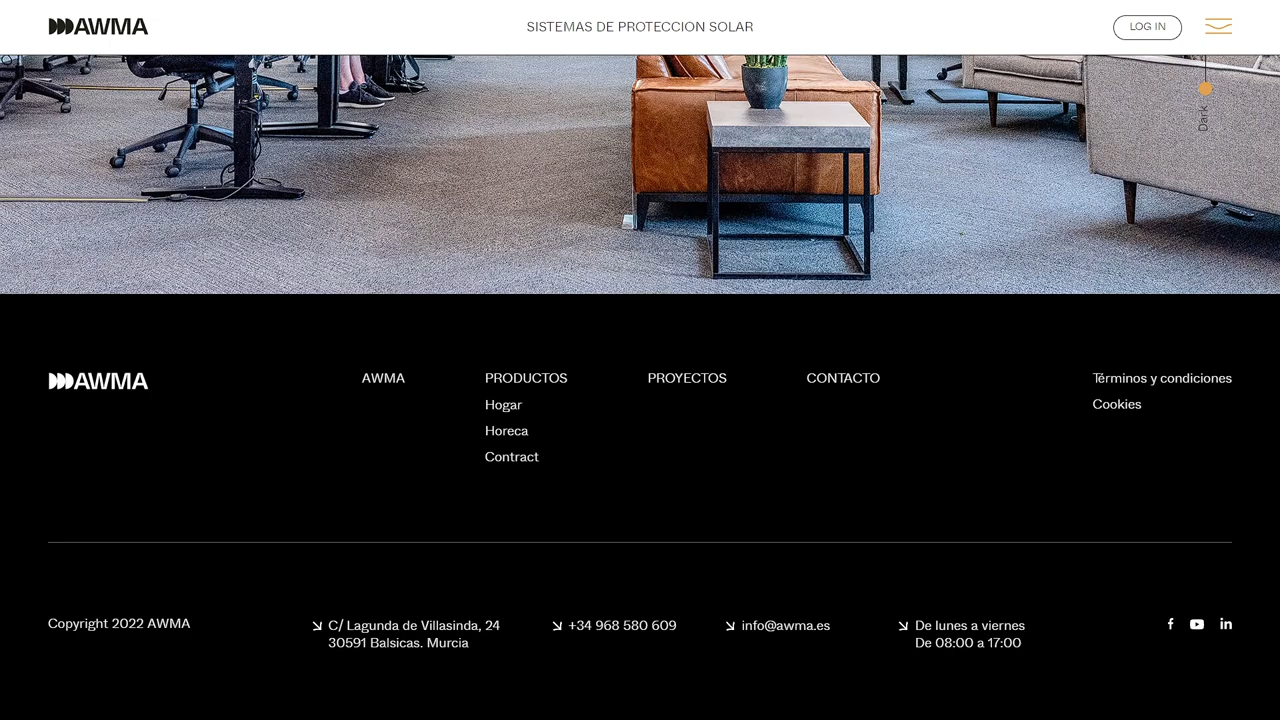 AWMA
SISTEMAS DE PROTECCION SOLAR
LOG IN
Dark
AWMA
AWMA
PRODUCTOS
Hogar
Horeca
Contract
PROYECTOS
CONTACTO
Términos y condiciones
Cookies
Copyright 2022 AWMA
C/ Lagunda de Villasinda, 24
30591 Balsicas. Murcia
+34 968 580 609
info@awma.es
De lunes a viernes
De 08:00 a 17:00